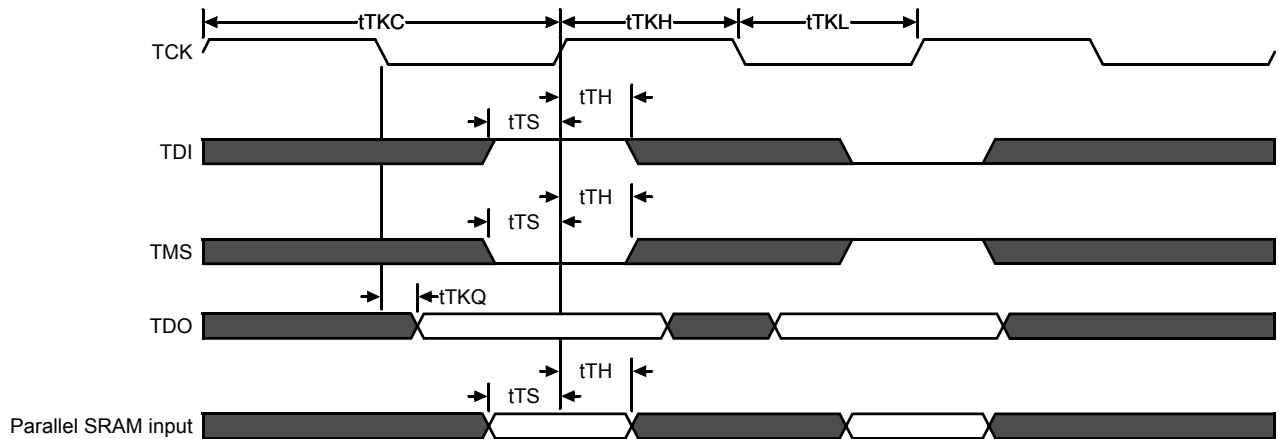 tTKC tTKH tTKL
TCK
tTH
tTS
TDI
tTH
tTS
TMS
tTKQ
TDO
tTH
tTS
Parallel SRAM input